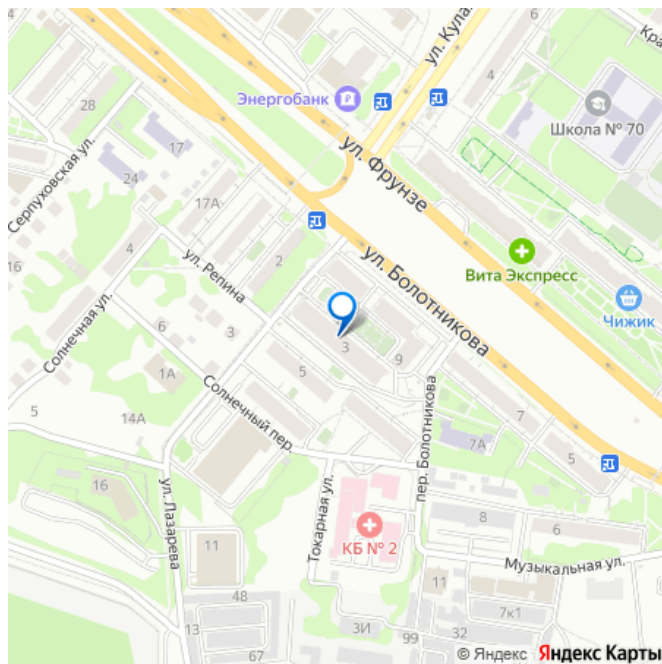 ул. Кула
6
Кра
4
Энергобанк
Школа № 70
28
17
ул. Фрунзе
24
Серпуховская ул.
17А
4
2
ул. Болотникова
Вита Экспресс
16
ул. Репина
Чижик
Солнечная ул.
6
3
3
9
1А
5
Солнечный пер.
5
14А
7
7А
5
пер. Болотникова
16
ул. Лазарева
Токарная ул.
8
6
КБ № 2
11
Музыкальная ул.
11
48
7к1
13
3И
99
32
67
© Яндекс Яндекс Карты